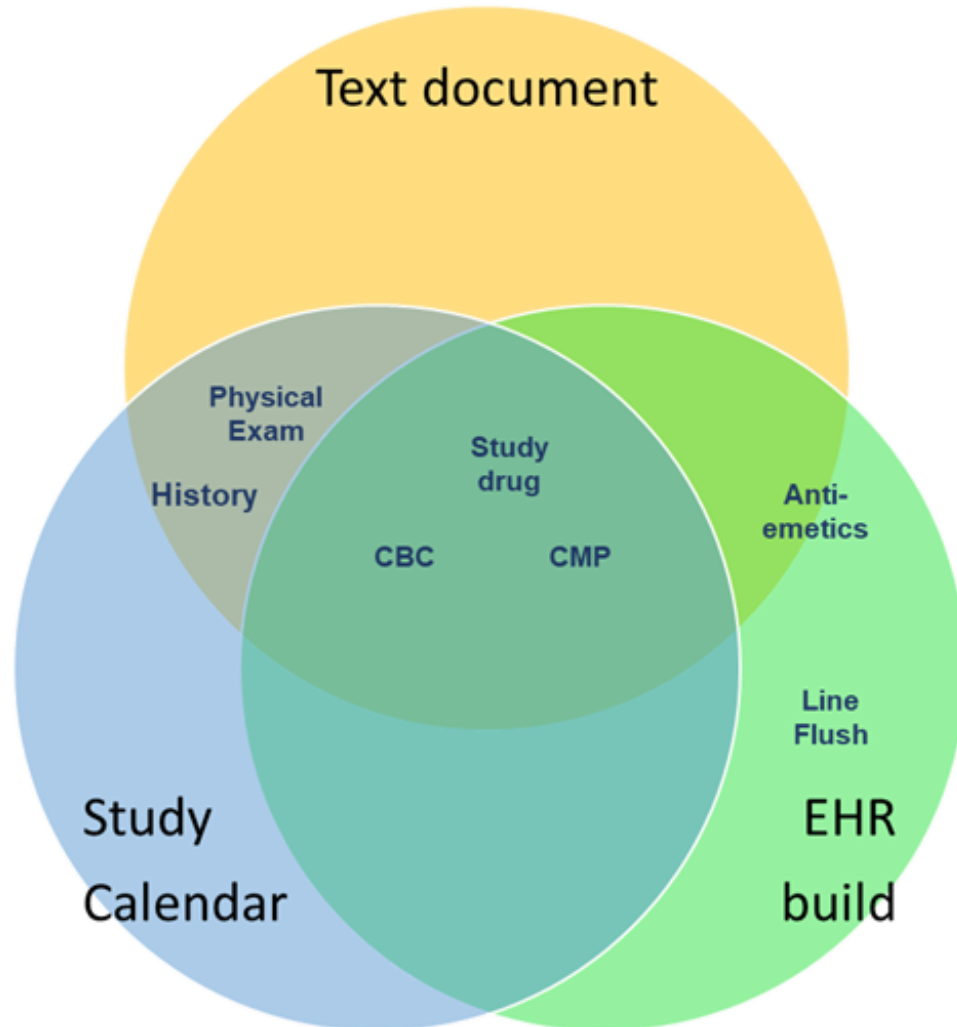 Text document
Physical
Exam
History
Study
drug
CBC
CMP
Anti-
emetics
Line
Flush
Study
Calendar
EHR
build